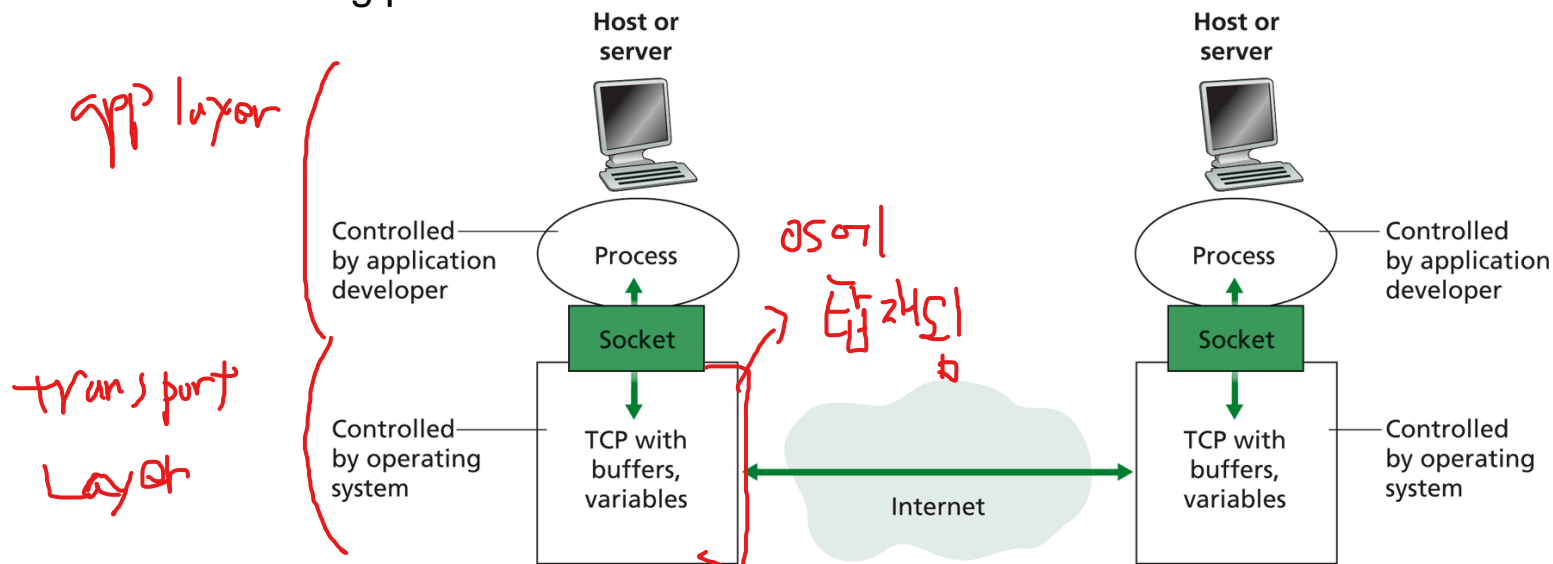 Host or
server
Host or
server
app layer
Controlled
by application
developer
Process
OS에
탑재됨
Process
Controlled
by application
developer
Socket
Socket
transport
Layer
Controlled
by operating
system
TCP with
buffers,
variables
Internet
TCP with
buffers,
variables
Controlled
by operating
system